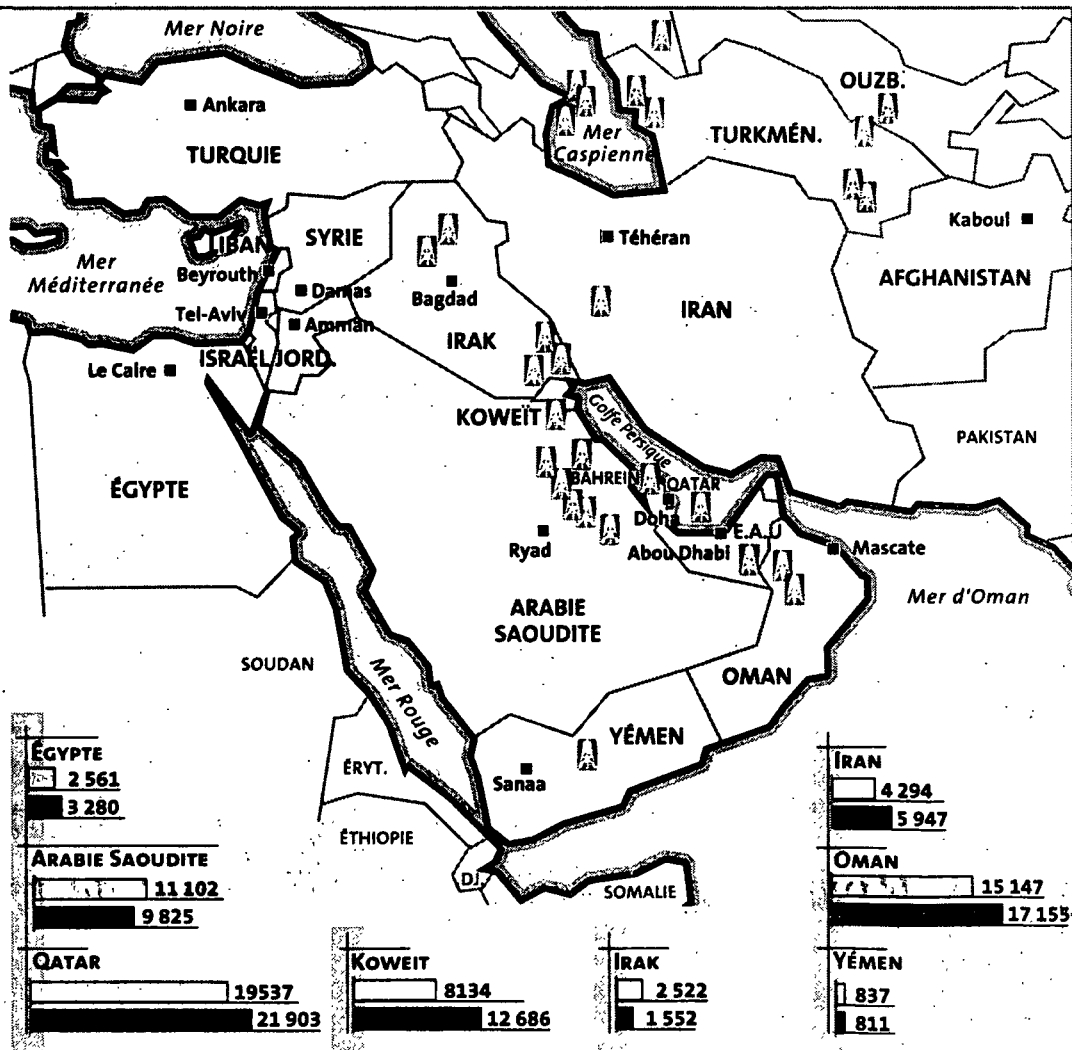 Mer Noire
OUZB.
Ankara
TURKMÉN.
Mer
Caspienne
TURQUIE
Kaboul
SYRIE
Téhéran
LIBAN
Mer
Méditerranée
Beyrouth
AFGHANISTAN
Damas
Bagdad
IRAN
Tel-Aviv
Amman
IRAK
ISRAËL
JORD.
Le Caire
KOWEÏT
Golfe Persique
PAKISTAN
ÉGYPTE
BAHREIN
QATAR
Doha
Ryad
E.A.U
Abou Dhabi
Mascate
Mer d'Oman
ARABIE
SAOUDITE
SOUDAN
Mer Rouge
OMAN
YÉMEN
Sanaa
ÉRYT.
ÉTHIOPIE
DJ.
SOMALIE
ÉGYPTE
2 561
3 280
ARABIE SAOUDITE
11 102
9 825
QATAR
19537
21 903
KOWEIT
8134
12 686
IRAK
2 522
1 552
IRAN
4 294
5 947
OMAN
15 147
17 155
YÉMEN
837
811